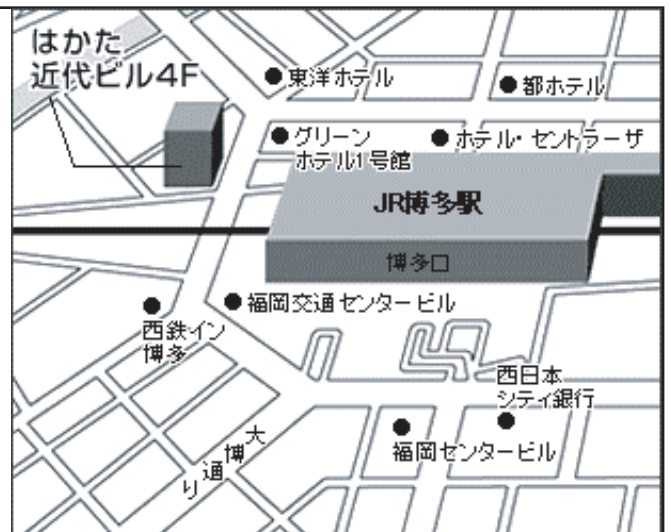 はかた
近代ビル4F
東洋ホテル
都ホテル
グリーン
ホテル1号館
ホテル・セントラーザ
JR博多駅
博多口
福岡交通センタービル
西鉄イン
博多
西日本
シティ銀行
福岡センタービル
大博通り